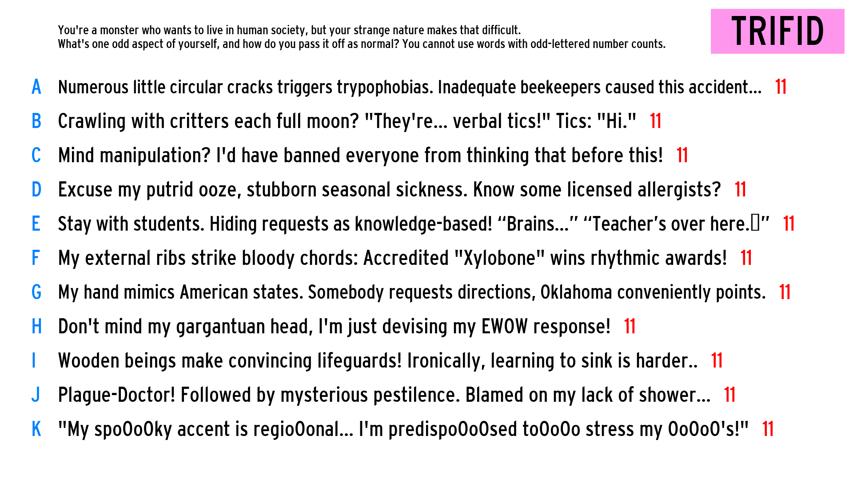 You're a monster who wants to live in human society, but your strange nature makes that difficult.
What's one odd aspect of yourself, and how do you pass it off as normal? You cannot use words with odd-lettered number counts.
TRIFID
A Numerous little circular cracks triggers trypophobias. Inadequate beekeepers caused this accident... 11
B Crawling with critters each full moon? "They're... verbal tics!" Tics: "Hi." 11
C Mind manipulation? I'd have banned everyone from thinking that before this! 11
D Excuse my putrid ooze, stubborn seasonal sickness. Know some licensed allergists? 11
E Stay with students. Hiding requests as knowledge-based! “Brains...” “Teacher’s over here.▯” 11
F My external ribs strike bloody chords: Accredited "Xylobone" wins rhythmic awards! 11
G My hand mimics American states. Somebody requests directions, Oklahoma conveniently points. 11
H Don't mind my gargantuan head, I'm just devising my EWOW response! 11
I Wooden beings make convincing lifeguards! Ironically, learning to sink is harder.. 11
J Plague-Doctor! Followed by mysterious pestilence. Blamed on my lack of shower... 11
K "My spoOoOky accent is regioOonal... I'm predispoOoOsed toOoOo stress my OoOoO's!" 11